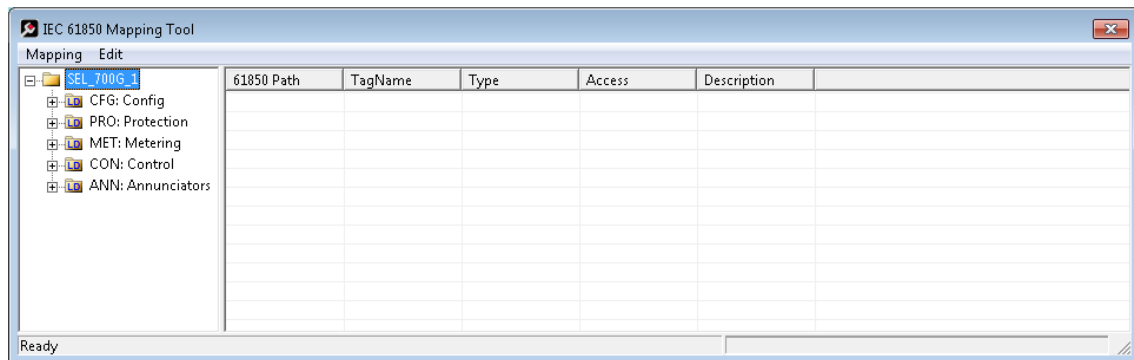 IEC 61850 Mapping Tool
Mapping Edit
SEL_700G_1
CFG: Config
PRO: Protection
MET: Metering
CON: Control
ANN: Annunciators
61850 Path TagName Type Access Description
Ready